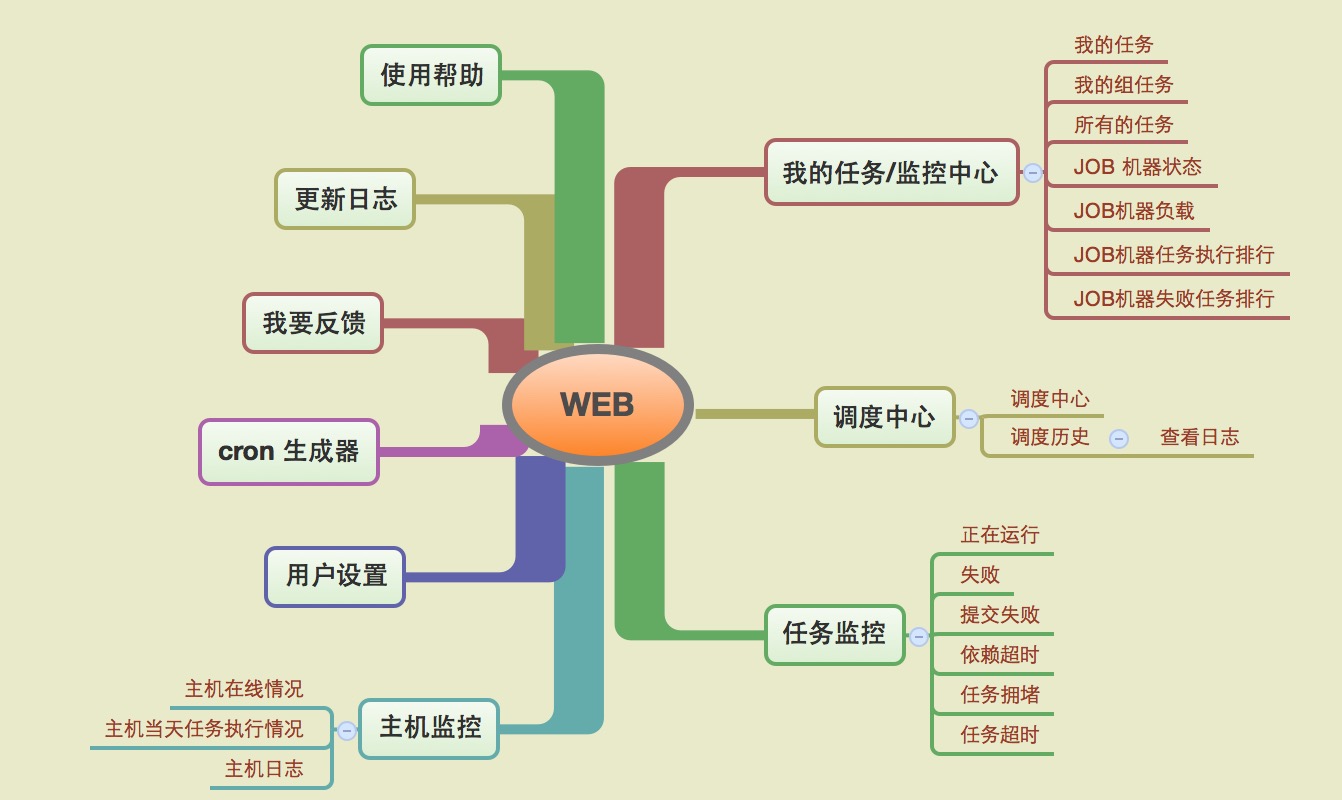 WEB
我的任务/监控中心
我的任务
我的组任务
所有的任务
JOB 机器状态
JOB机器负载
JOB机器任务执行排行
JOB机器失败任务排行
调度中心
调度中心
调度历史
查看日志
任务监控
正在运行
失败
提交失败
依赖超时
任务拥堵
任务超时
使用帮助
更新日志
我要反馈
cron 生成器
用户设置
主机监控
主机在线情况
主机当天任务执行情况
主机日志